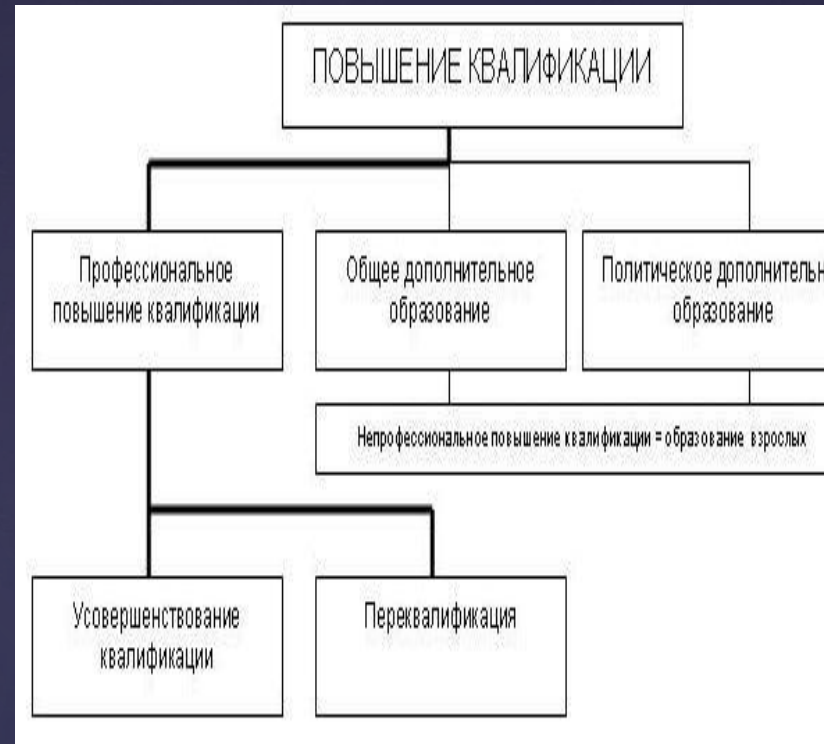 ПОВЫШЕНИЕ КВАЛИФИКАЦИИ
Профессиональное
повышение квалификации
Общее дополнительное
образование
Политическое дополнительн
образование
Непрофессиональное повышение квалификации = образование взрослых
Усовершенствование
квалификации
Переквалификация